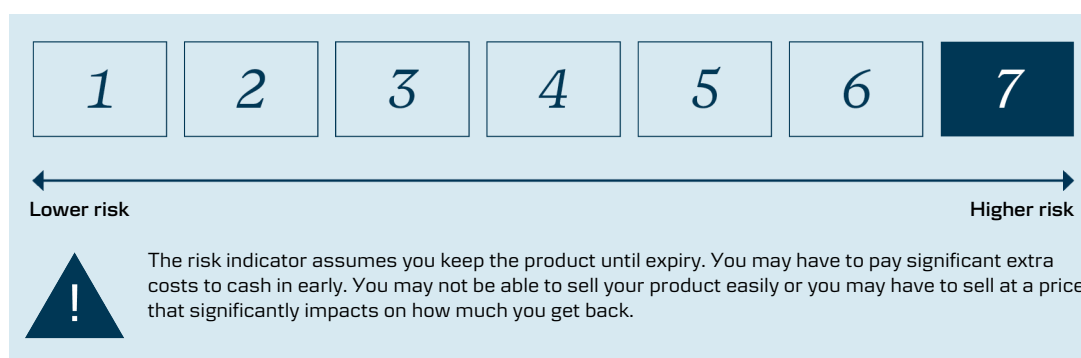 1 2 3 4 5 6 7
Lower risk Higher risk
!
The risk indicator assumes you keep the product until expiry. You may have to pay significant extra
costs to cash in early. You may not be able to sell your product easily or you may have to sell at a price
that significantly impacts on how much you get back.